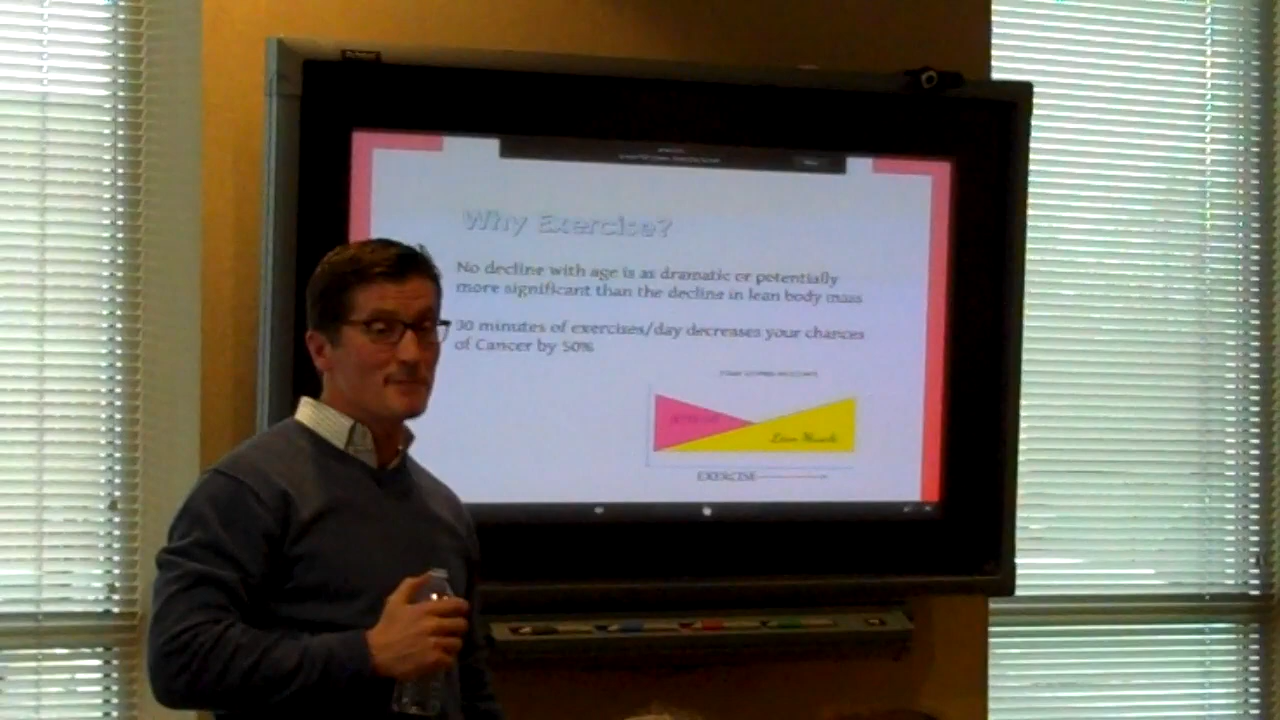 Why Exercise?
No decline with age is as dramatic or potentially
more significant than the decline in lean body mass
30 minutes of exercises/day decreases your chances
of Cancer by 50%
Lean Muscle
EXERCISE